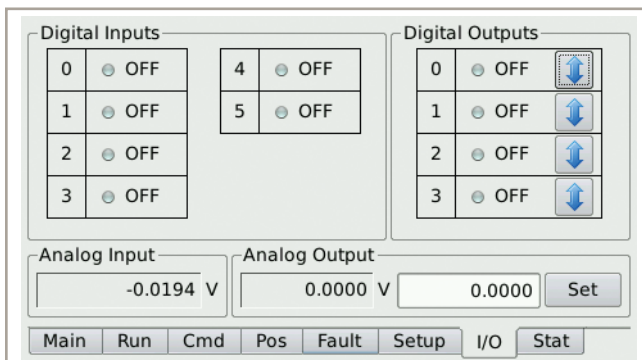 Digital Inputs Digital Outputs
0 OFF 4 OFF 0 OFF
1 OFF 5 OFF 1 OFF
2 OFF 2 OFF
3 OFF 3 OFF
Analog Input Analog Output
-0.0194 V 0.0000 V 0.0000 Set
Main Run Cmd Pos Fault Setup I/O Stat